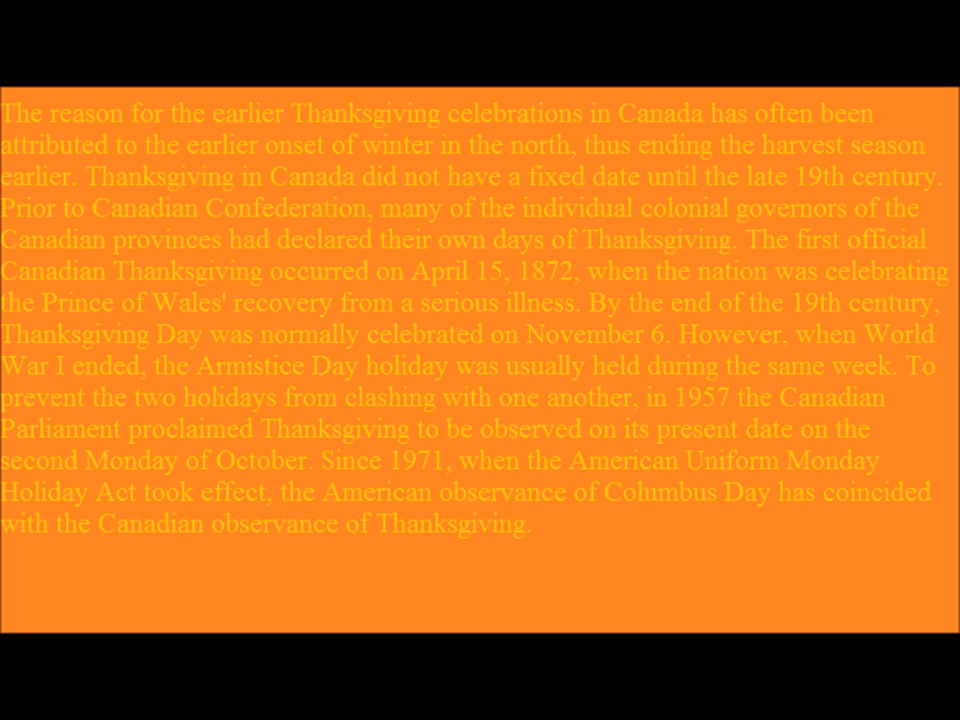 The reason for the earlier Thanksgiving celebrations in Canada has often been
attributed to the earlier onset of winter in the north, thus ending the harvest season
earlier. Thanksgiving in Canada did not have a fixed date until the late 19th century.
Prior to Canadian Confederation, many of the individual colonial governors of the
Canadian provinces had declared their own days of Thanksgiving. The first official
Canadian Thanksgiving occurred on April 15, 1872, when the nation was celebrating
the Prince of Wales' recovery from a serious illness. By the end of the 19th century,
Thanksgiving Day was normally celebrated on November 6. However, when World
War I ended, the Armistice Day holiday was usually held during the same week. To
prevent the two holidays from clashing with one another, in 1957 the Canadian
Parliament proclaimed Thanksgiving to be observed on its present date on the
second Monday of October. Since 1971, when the American Uniform Monday
Holiday Act took effect, the American observance of Columbus Day has coincided
with the Canadian observance of Thanksgiving.